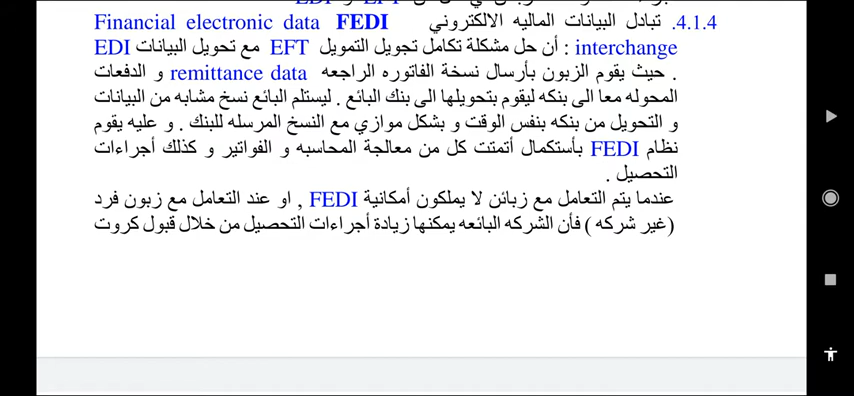 4.1.4. تبادل البيانات الماليه الالكتروني Financial electronic data FEDI
interchange : أن حل مشكلة تكامل تجويل التمويل EFT مع تحويل البيانات EDI
. حيث يقوم الزبون بأرسال نسخة الفاتوره الراجعه remittance data و الدفعات
المحوله معا الى بنكه ليقوم بتحويلها الى بنك البائع . ليستلم البائع نسخ مشابه من البيانات
و التحويل من بنكه بنفس الوقت و بشكل موازي مع النسخ المرسله للبنك . و عليه يقوم
نظام FEDI بأستكمال أتمتت كل من معالجة المحاسبه و الفواتير و كذلك أجراءات
التحصيل .
عندما يتم التعامل مع زبائن لا يملكون أمكانية FEDI , او عند التعامل مع زبون فرد
(غير شركه ) فأن الشركه البائعه يمكنها زيادة أجراءات التحصيل من خلال قبول كروت